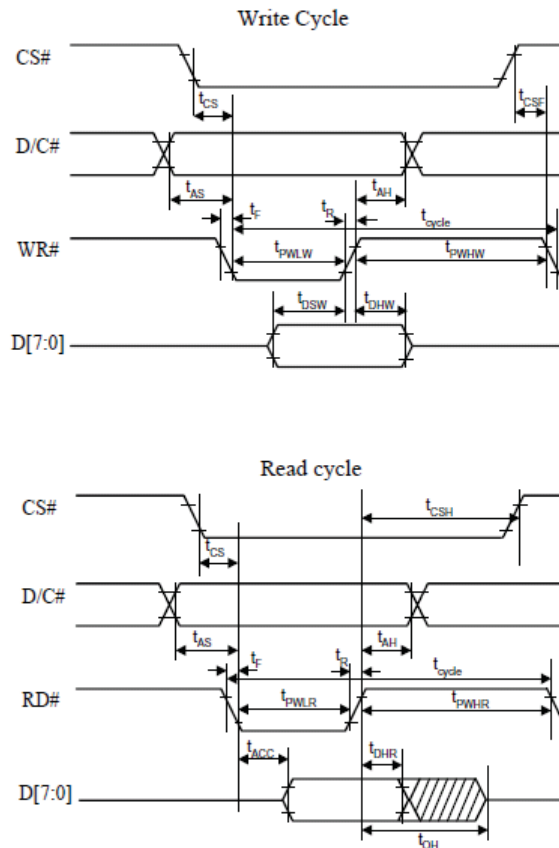 Write Cycle
CS#
tCS
tCSF
D/C#
tAS
tF
tR
tAH
tcycle
WR#
tPWLW
tPWHW
tDSW
tDHW
D[7:0]
Read cycle
CS#
tCSH
tCS
D/C#
tAS
tF
tR
tAH
tcycle
RD#
tPWLR
tPWHR
tACC
tDHR
D[7:0]
tOH